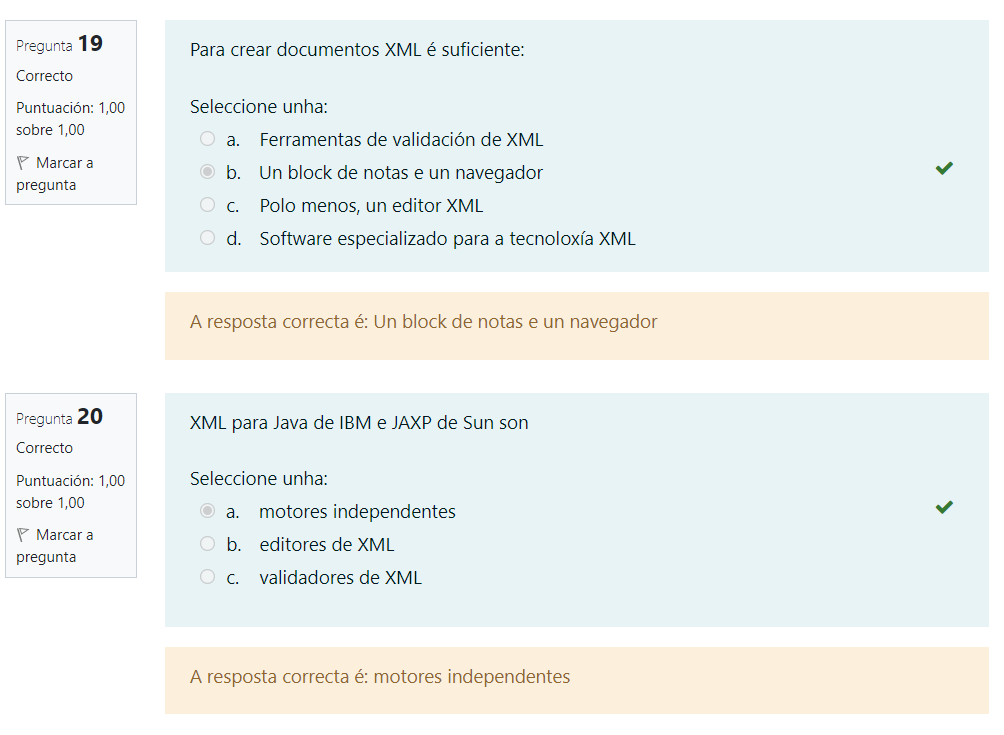 Pregunta 19
Correcto
Puntuación: 1,00
sobre 1,00
Marcar a
pregunta
Para crear documentos XML é suficiente:
Seleccione unha:
a. Ferramentas de validación de XML
b. Un block de notas e un navegador
c. Polo menos, un editor XML
d. Software especializado para a tecnoloxía XML
A resposta correcta é: Un block de notas e un navegador
Pregunta 20
Correcto
Puntuación: 1,00
sobre 1,00
Marcar a
pregunta
XML para Java de IBM e JAXP de Sun son
Seleccione unha:
a. motores independentes
b. editores de XML
c. validadores de XML
A resposta correcta é: motores independentes